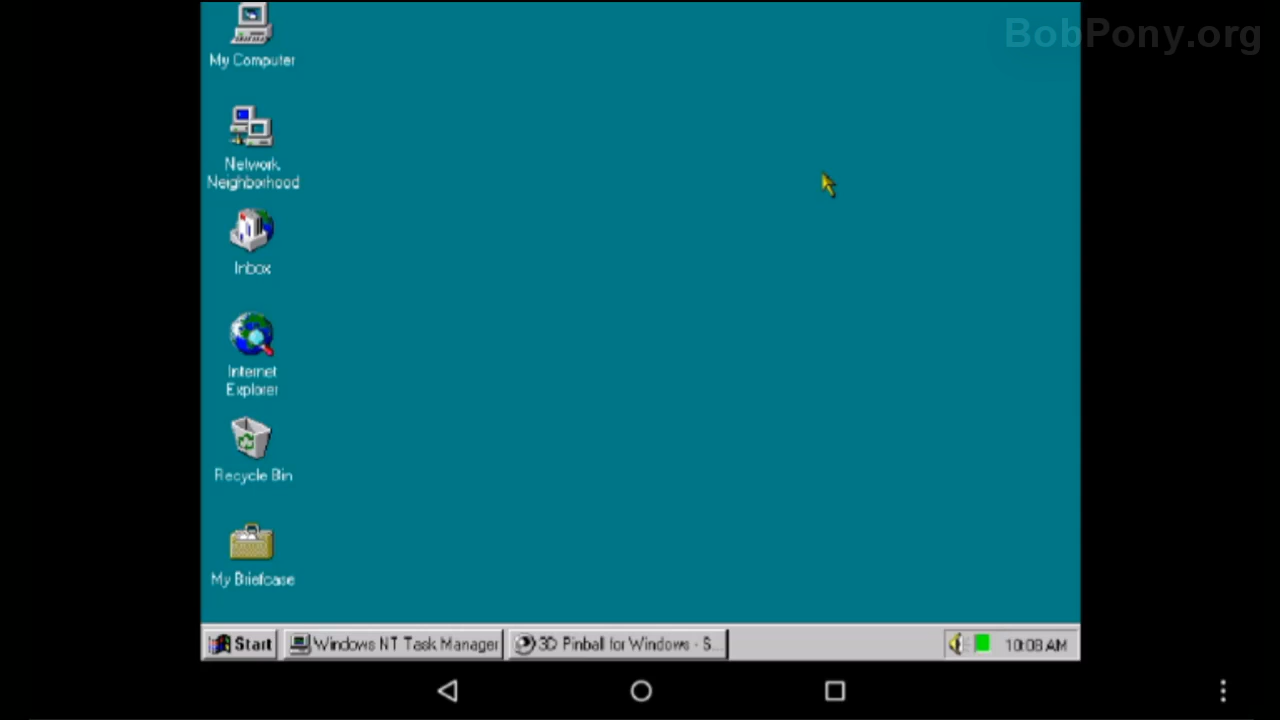 BobPony.org
My Computer
Network
Neighborhood
Inbox
Internet
Explorer
Recycle Bin
My Briefcase
Start
Windows NT Task Manager
3D Pinball for Windows - S...
10:08 AM